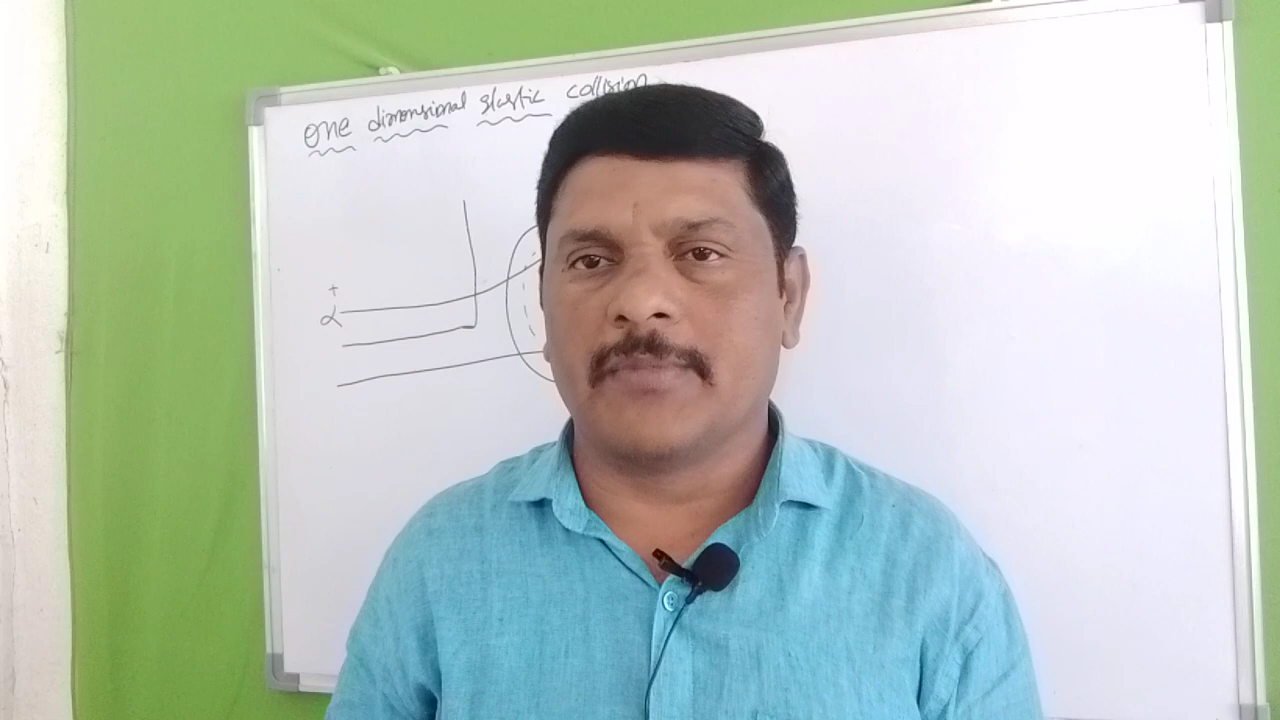 one dimensional elastic collision
+
α